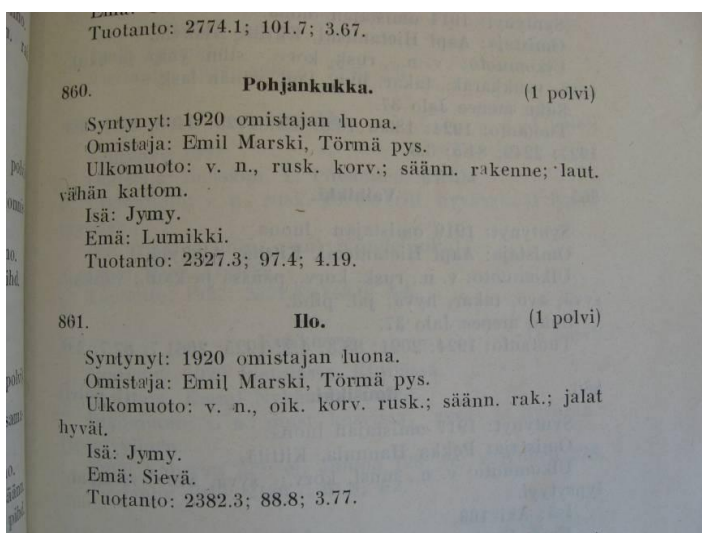 Tuotanto: 2774.1; 101.7; 3.67.
860. Pohjankukka. (1 polvi)
Syntynyt: 1920 omistajan luona.
Omistaja: Emil Marski, Törmä pys.
Ulkomuoto: v. n., rusk. korv.; säänn. rakenne; laut.
vähän kattom.
Isä: Jymy.
Emä: Lumikki.
Tuotanto: 2327.3; 97.4; 4.19.
861. Ilo. (1 polvi)
Syntynyt: 1920 omistajan luona.
Omistaja: Emil Marski, Törmä pys.
Ulkomuoto: v. n., oik. korv. rusk.; säänn. rak.; jalat
hyvät.
Isä: Jymy.
Emä: Sievä.
Tuotanto: 2382.3; 88.8; 3.77.